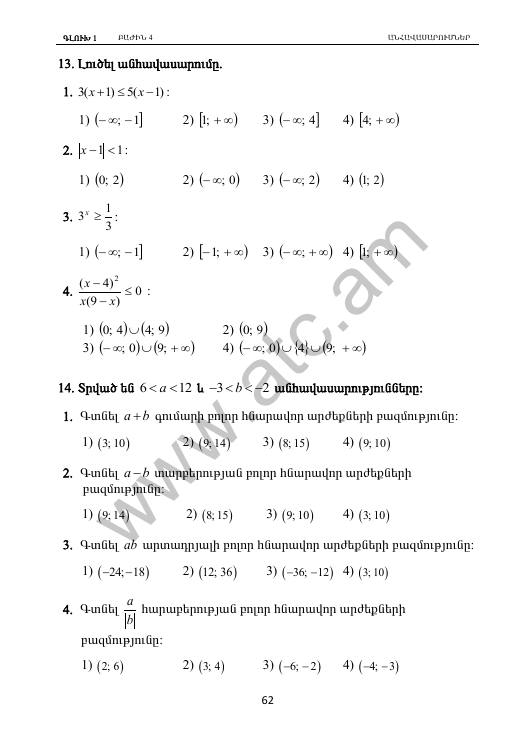 ԳԼՈՒԽ 1 ԲԱԺԻՆ 4 ԱՆՀԱՎԱՍԱՐՈՒՄՆԵՐ
13. Լուծել անհավասարումը.
1. 3(x+1) ≤ 5(x−1) :
1) (−∞; −1] 2) [1; +∞) 3) (−∞; 4] 4) [4; +∞)
2. |x−1| < 1 :
1) (0; 2) 2) (−∞; 0) 3) (−∞; 2) 4) (1; 2)
3. 3^x ≥ 1/3 :
1) (−∞; −1] 2) [−1; +∞) 3) (−∞; +∞) 4) [1; +∞)
4. (x−4)²/x(9−x) ≤ 0 :
1) (0; 4)∪(4; 9) 2) (0; 9)
3) (−∞; 0)∪(9; +∞) 4) (−∞; 0)∪{4}∪(9; +∞)
14. Տրված են 6 < a < 12 և −3 < b < −2 անհավասարությունները:
1. Գտնել a + b գումարի բոլոր հնարավոր արժեքների բազմությունը:
1) (3; 10) 2) (9; 14) 3) (8; 15) 4) (9; 10)
2. Գտնել a − b տարբերության բոլոր հնարավոր արժեքների
բազմությունը:
1) (9; 14) 2) (8; 15) 3) (9; 10) 4) (3; 10)
3. Գտնել ab արտադրյալի բոլոր հնարավոր արժեքների բազմությունը:
1) (−24; −18) 2) (12; 36) 3) (−36; −12) 4) (3; 10)
4. Գտնել a/|b| հարաբերության բոլոր հնարավոր արժեքների
բազմությունը:
1) (2; 6) 2) (3; 4) 3) (−6; −2) 4) (−4; −3)
62
www.atc.am